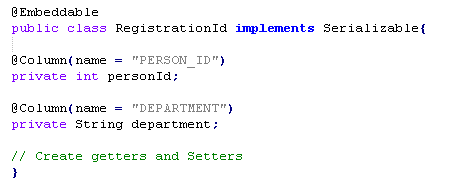 @Embeddable
public class RegistrationId implements Serializable{
@Column(name = "PERSON_ID")
private int personId;
@Column(name = "DEPARTMENT")
private String department;
// Create getters and Setters
}